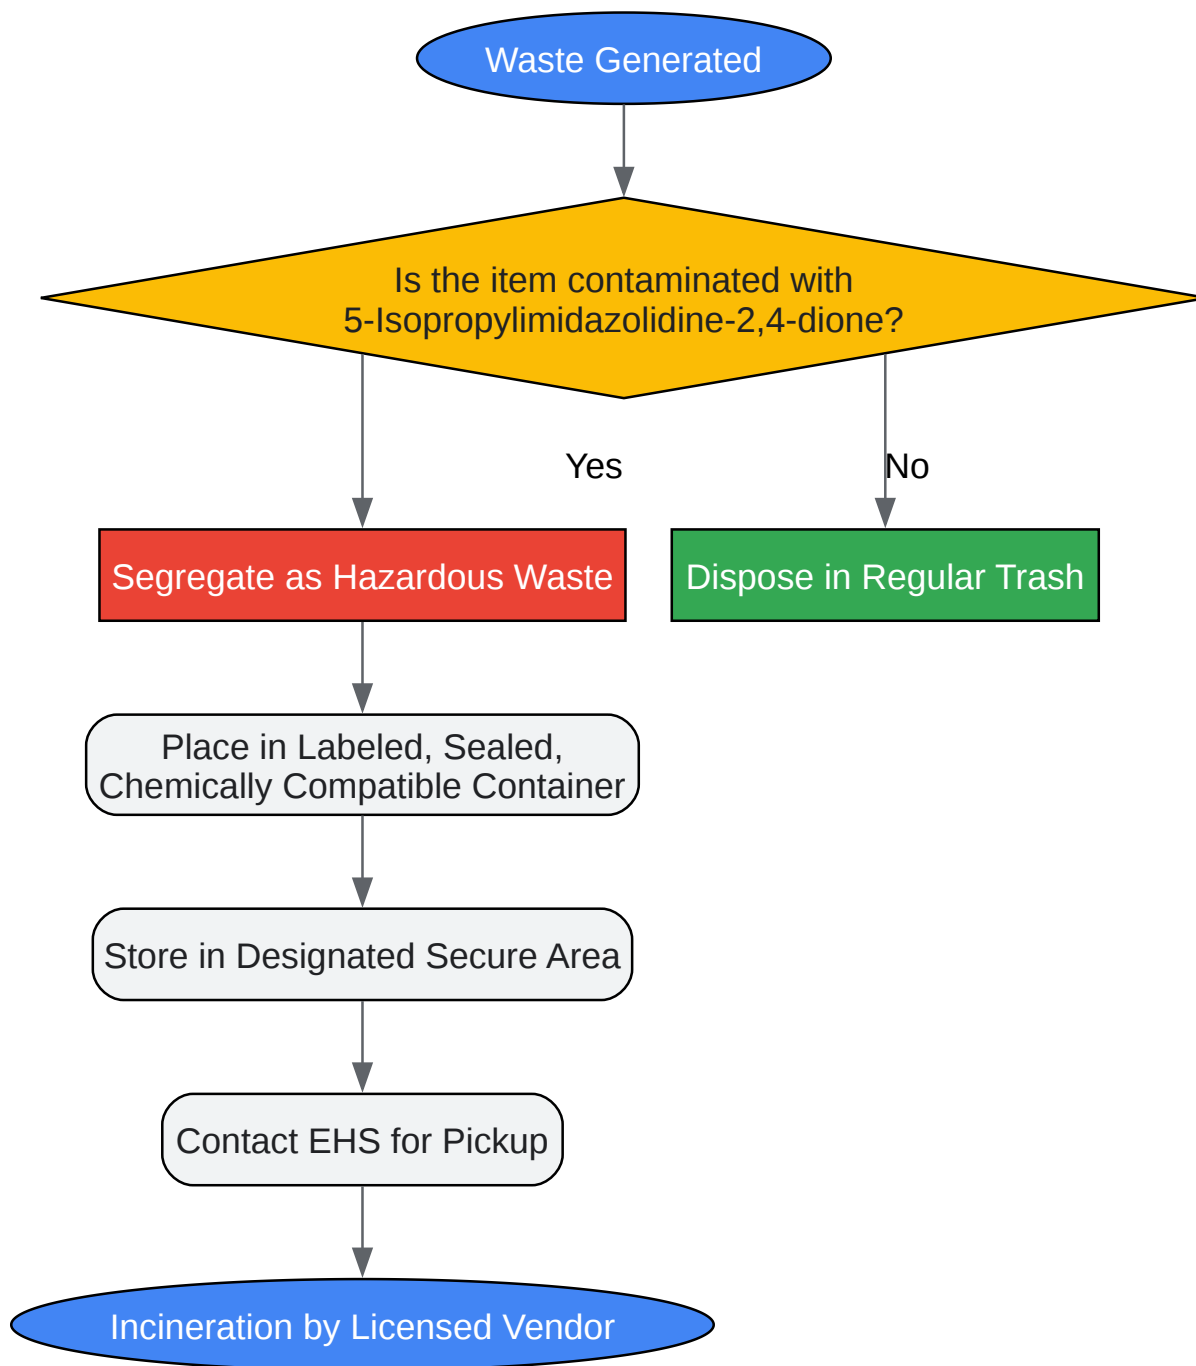 Waste Generated
Is the item contaminated with
5-Isopropylimidazolidine-2,4-dione?
Yes
No
Segregate as Hazardous Waste
Dispose in Regular Trash
Place in Labeled, Sealed,
Chemically Compatible Container
Store in Designated Secure Area
Contact EHS for Pickup
Incineration by Licensed Vendor